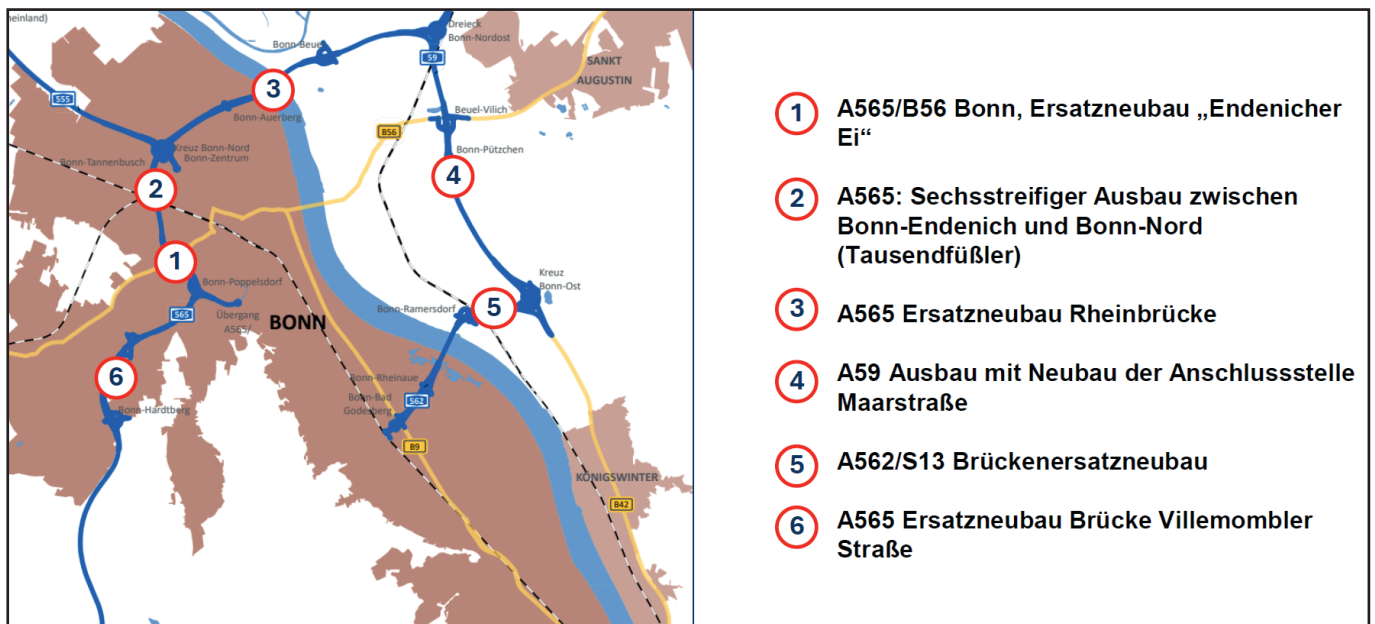 heinland)
Dreieck
Bonn-Nordost
Bonn-Beuel
59
SANKT
AUGUSTIN
3
555
Beuel-Vilich
Bonn-Auerberg
B56
Kreuz Bonn-Nord
Bonn-Zentrum
Bonn-Pützchen
Bonn-Tannenbusch
4
2
1
Kreuz
Bonn-Ost
Bonn-Poppelsdorf
5
Bonn-Ramersdorf
565
Übergang
A565/
BONN
6
Bonn-Rheinaue
562
Bonn-Bad
Godesberg
Bonn-Hardtberg
B9
KÖNIGSWINTER
B42
1 A565/B56 Bonn, Ersatzneubau „Endenicher
Ei“
2 A565: Sechsstreifiger Ausbau zwischen
Bonn-Endenich und Bonn-Nord
(Tausendfüßler)
3 A565 Ersatzneubau Rheinbrücke
4 A59 Ausbau mit Neubau der Anschlussstelle
Maarstraße
5 A562/S13 Brückenersatzneubau
6 A565 Ersatzneubau Brücke Villemombler
Straße